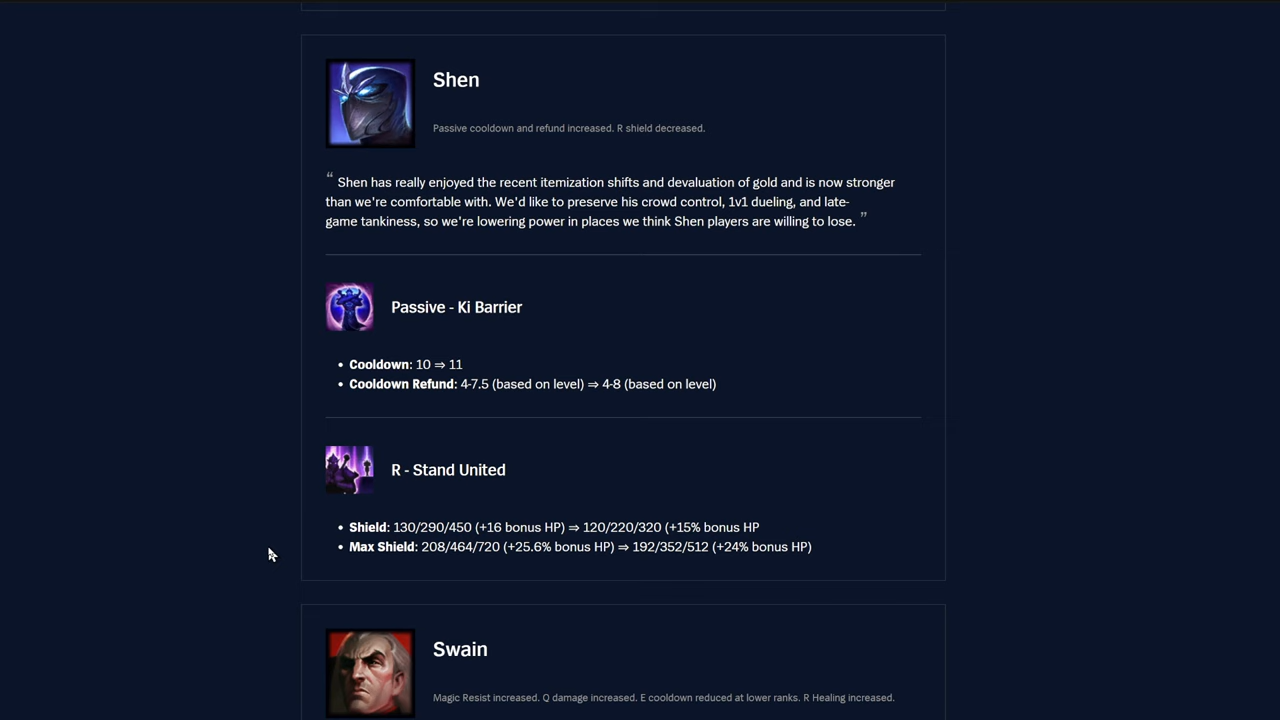 Shen
Passive cooldown and refund increased. R shield decreased.
“ Shen has really enjoyed the recent itemization shifts and devaluation of gold and is now stronger
than we're comfortable with. We'd like to preserve his crowd control, 1v1 dueling, and late-
game tankiness, so we're lowering power in places we think Shen players are willing to lose. ”
Passive - Ki Barrier
• Cooldown: 10 ⇒ 11
• Cooldown Refund: 4-7.5 (based on level) ⇒ 4-8 (based on level)
R - Stand United
• Shield: 130/290/450 (+16 bonus HP) ⇒ 120/220/320 (+15% bonus HP
• Max Shield: 208/464/720 (+25.6% bonus HP) ⇒ 192/352/512 (+24% bonus HP)
Swain
Magic Resist increased. Q damage increased. E cooldown reduced at lower ranks. R Healing increased.